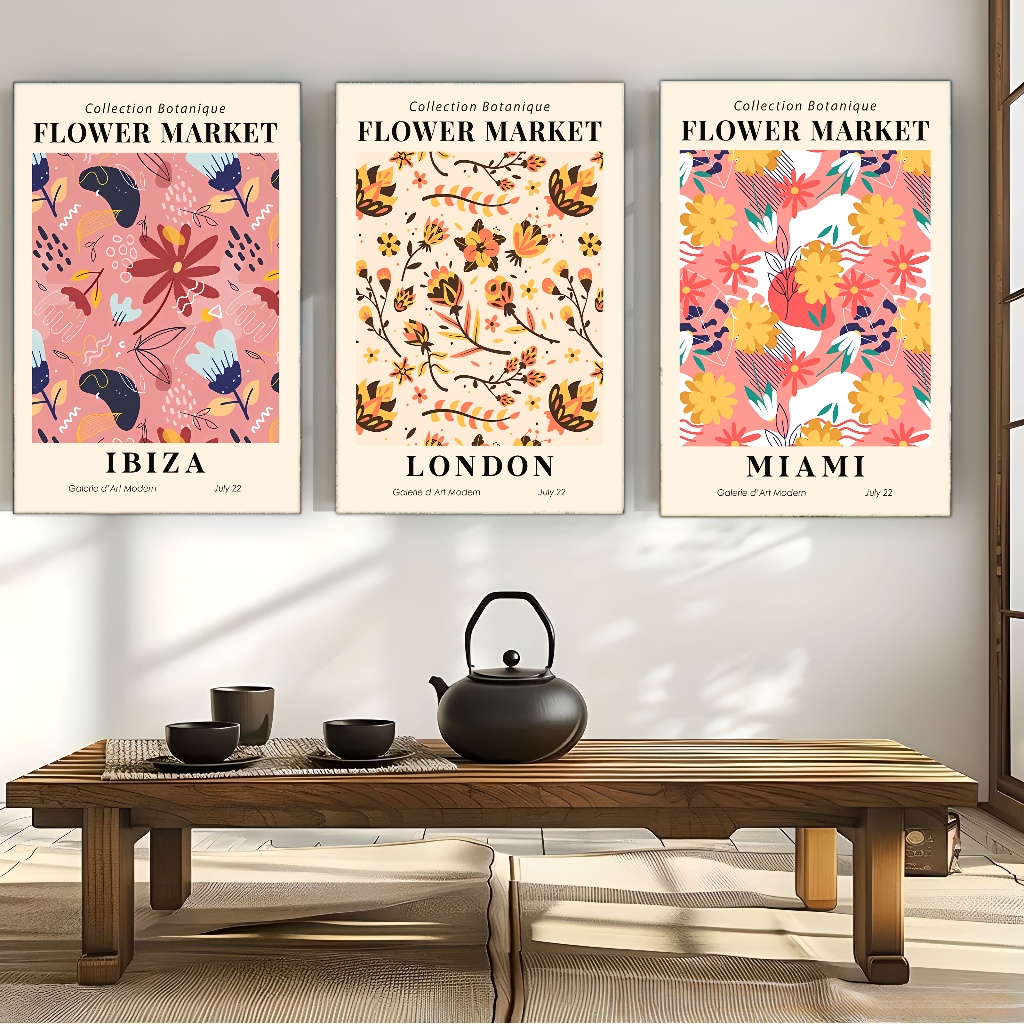 Collection Botanique
FLOWER MARKET
IBIZA
Galerie d'Art Modern July 22
Collection Botanique
FLOWER MARKET
LONDON
Galerie d'Art Modern July 22
Collection Botanique
FLOWER MARKET
MIAMI
Galerie d'Art Modern July 22